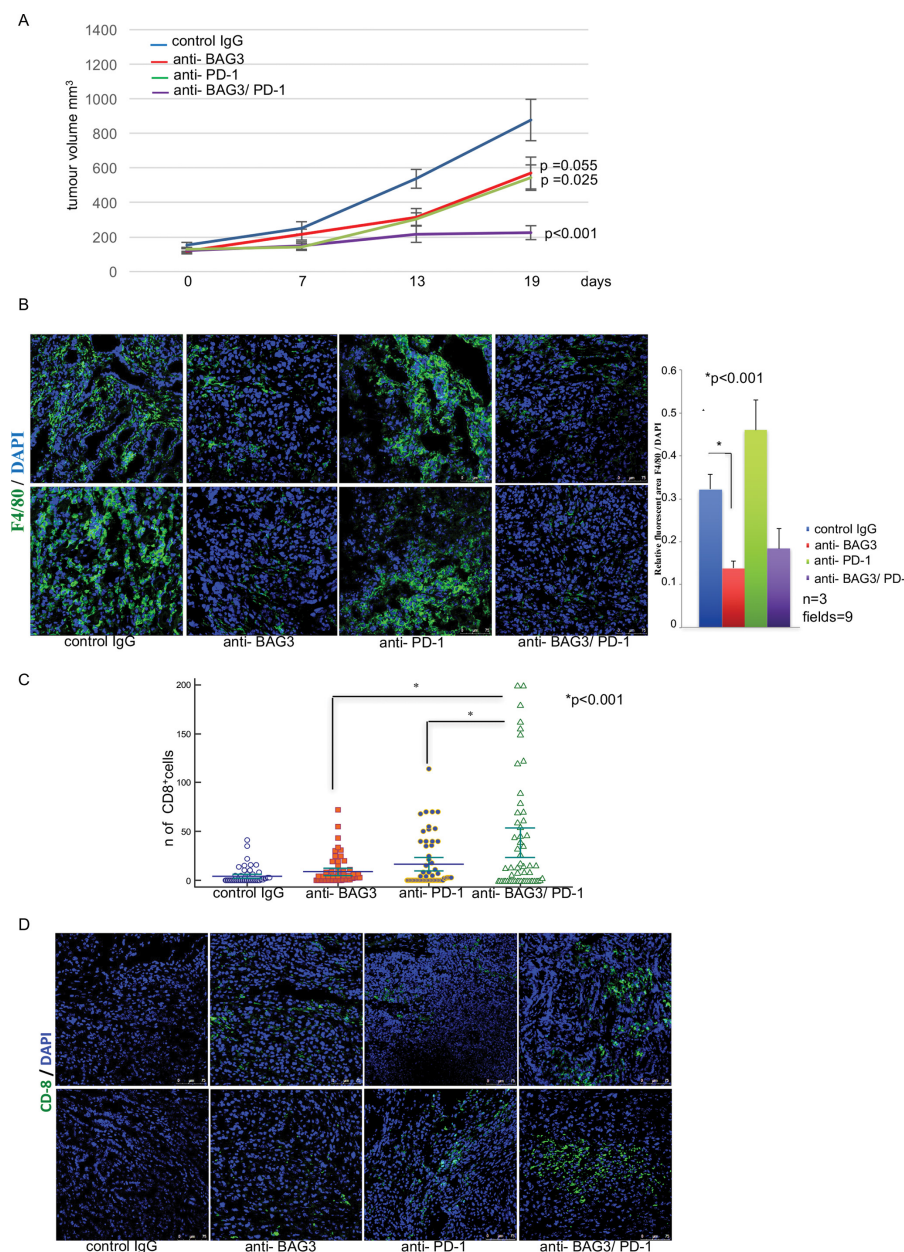 A
1400
1200
1000
800
600
400
200
0
tumour volume mm³
control IgG
anti- BAG3
anti- PD-1
anti- BAG3/ PD-1
p =0.055
p =0.025
p<0.001
0 7 13 19 days
B
F4/80 / DAPI
control IgG anti- BAG3 anti- PD-1 anti- BAG3/ PD-1
Relative fluorescent area F4/80 / DAPI
0.6
0.5
0.4
0.3
0.2
0.1
0
*p<0.001
*
control IgG
anti- BAG3
anti- PD-1
anti- BAG3/ PD-
n=3
fields=9
C
n of CD8⁺cells
200
150
100
50
0
*
*
*p<0.001
control IgG anti- BAG3 anti- PD-1 anti- BAG3/ PD-1
D
CD-8 / DAPI
control IgG anti- BAG3 anti- PD-1 anti- BAG3/ PD-1